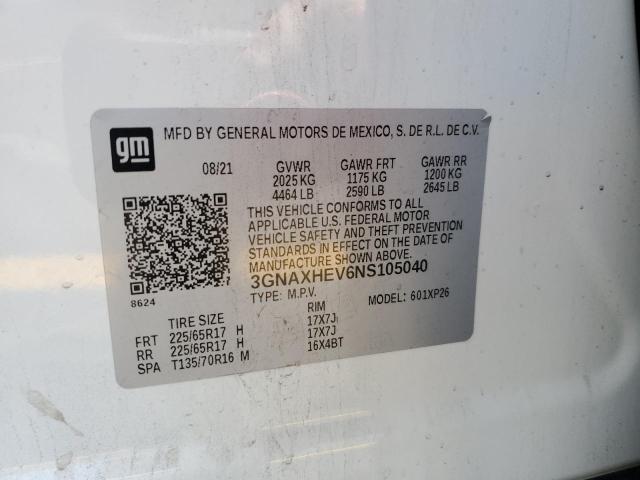 gm
MFD BY GENERAL MOTORS DE MEXICO, S. DE R.L. DE C.V.
08/21 GVWR GAWR FRT GAWR RR
2025 KG 1175 KG 1200 KG
4464 LB 2590 LB 2645 LB
THIS VEHICLE CONFORMS TO ALL
APPLICABLE U.S. FEDERAL MOTOR
VEHICLE SAFETY AND THEFT PREVENTION
STANDARDS IN EFFECT ON THE DATE OF
MANUFACTURE SHOWN ABOVE.
3GNAXHEV6NS105040
8624
TYPE: M.P.V. MODEL: 601XP26
TIRE SIZE RIM
FRT 225/65R17 H 17X7J
RR 225/65R17 H 17X7J
SPA T135/70R16 M 16X4BT